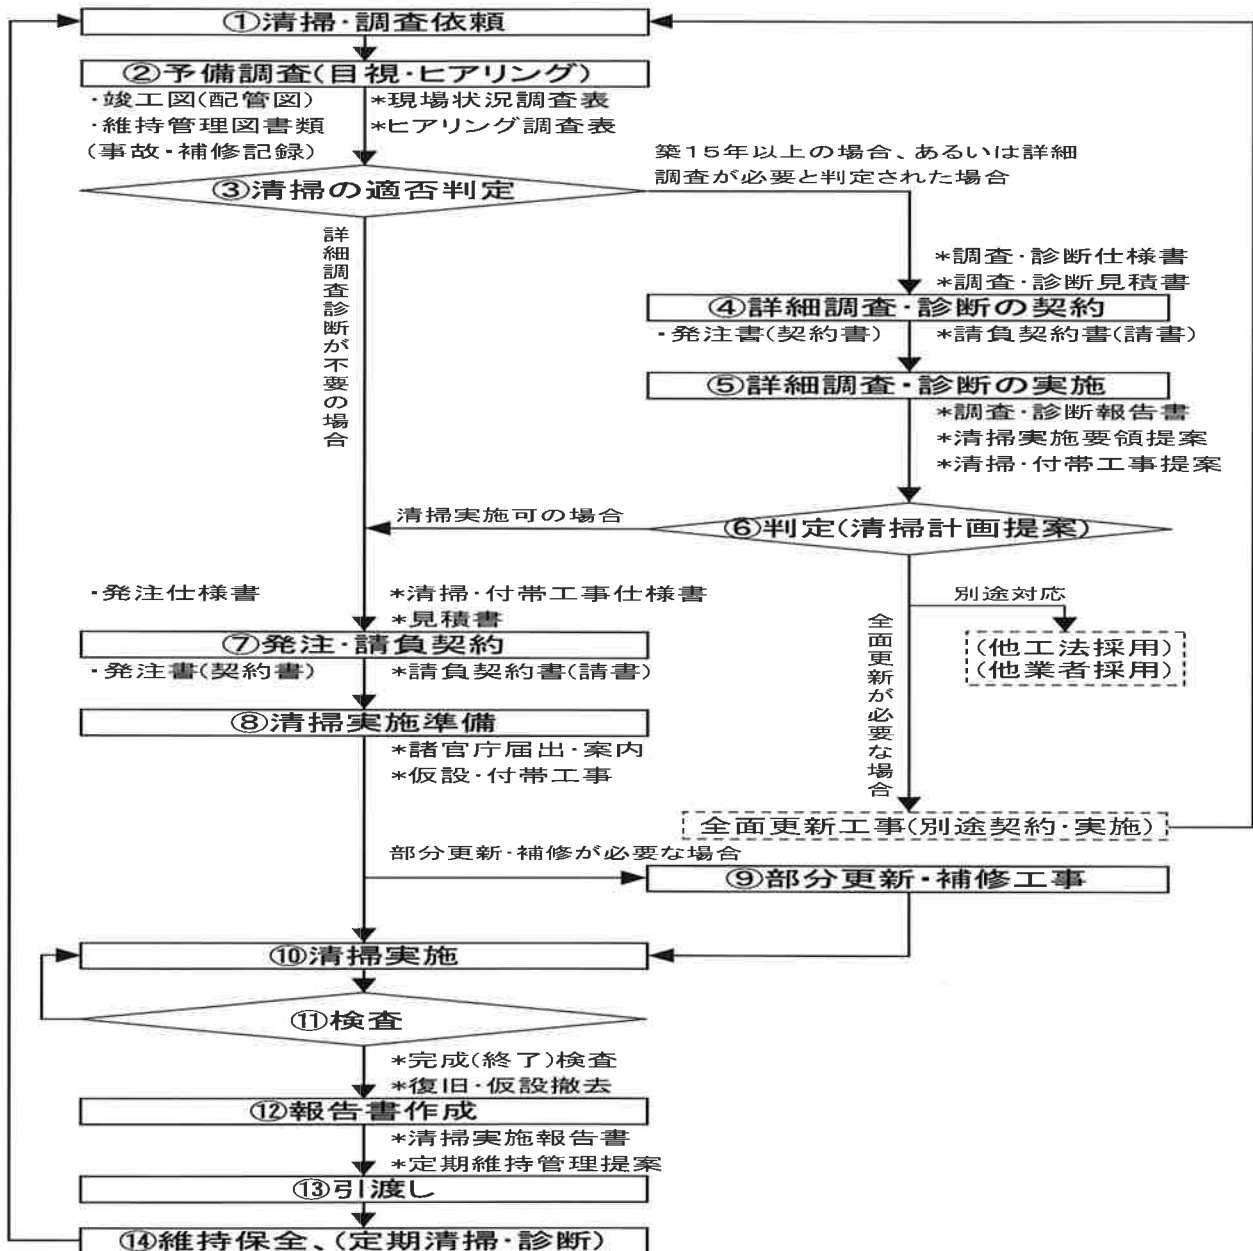 ①清掃・調査依頼
②予備調査(目視・ヒアリング)
・竣工図(配管図)
・維持管理図書類
(事故・補修記録)
*現場状況調査表
*ヒアリング調査表
③清掃の適否判定
築15年以上の場合、あるいは詳細
調査が必要と判定された場合
詳細調査診断が不要の場合
*調査・診断仕様書
*調査・診断見積書
④詳細調査・診断の契約
・発注書(契約書)
*請負契約書(請書)
⑤詳細調査・診断の実施
*調査・診断報告書
*清掃実施要領提案
*清掃・付帯工事提案
⑥判定(清掃計画提案)
清掃実施可の場合
別途対応
(他工法採用)
(他業者採用)
全面更新が必要な場合
全面更新工事(別途契約・実施)
・発注仕様書
*清掃・付帯工事仕様書
*見積書
⑦発注・請負契約
・発注書(契約書)
*請負契約書(請書)
⑧清掃実施準備
*諸官庁届出・案内
*仮設・付帯工事
部分更新・補修が必要な場合
⑨部分更新・補修工事
⑩清掃実施
⑪検査
*完成(終了)検査
*復旧・仮設撤去
⑫報告書作成
*清掃実施報告書
*定期維持管理提案
⑬引渡し
⑭維持保全、(定期清掃・診断)